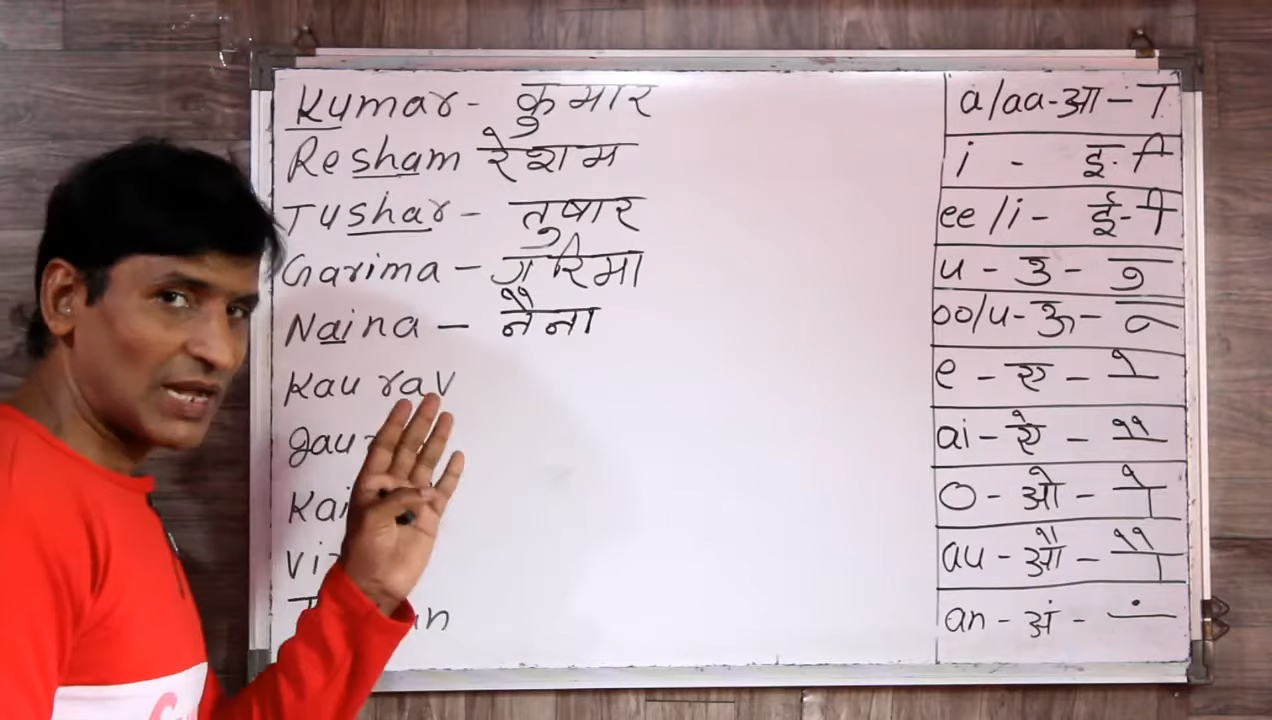 Kumar - कुमार
Resham रेशम
Tushar - तुषार
Garima - गरिमा
Naina - नैना
Kaurav
a/aa - आ - ा
i - इ - ि
ee/i - ई - ी
u - उ - ु
oo/u - ऊ - ू
e - ए - े
ai - ऐ - ै
o - ओ - ो
au - औ - ौ
an - अं - ं